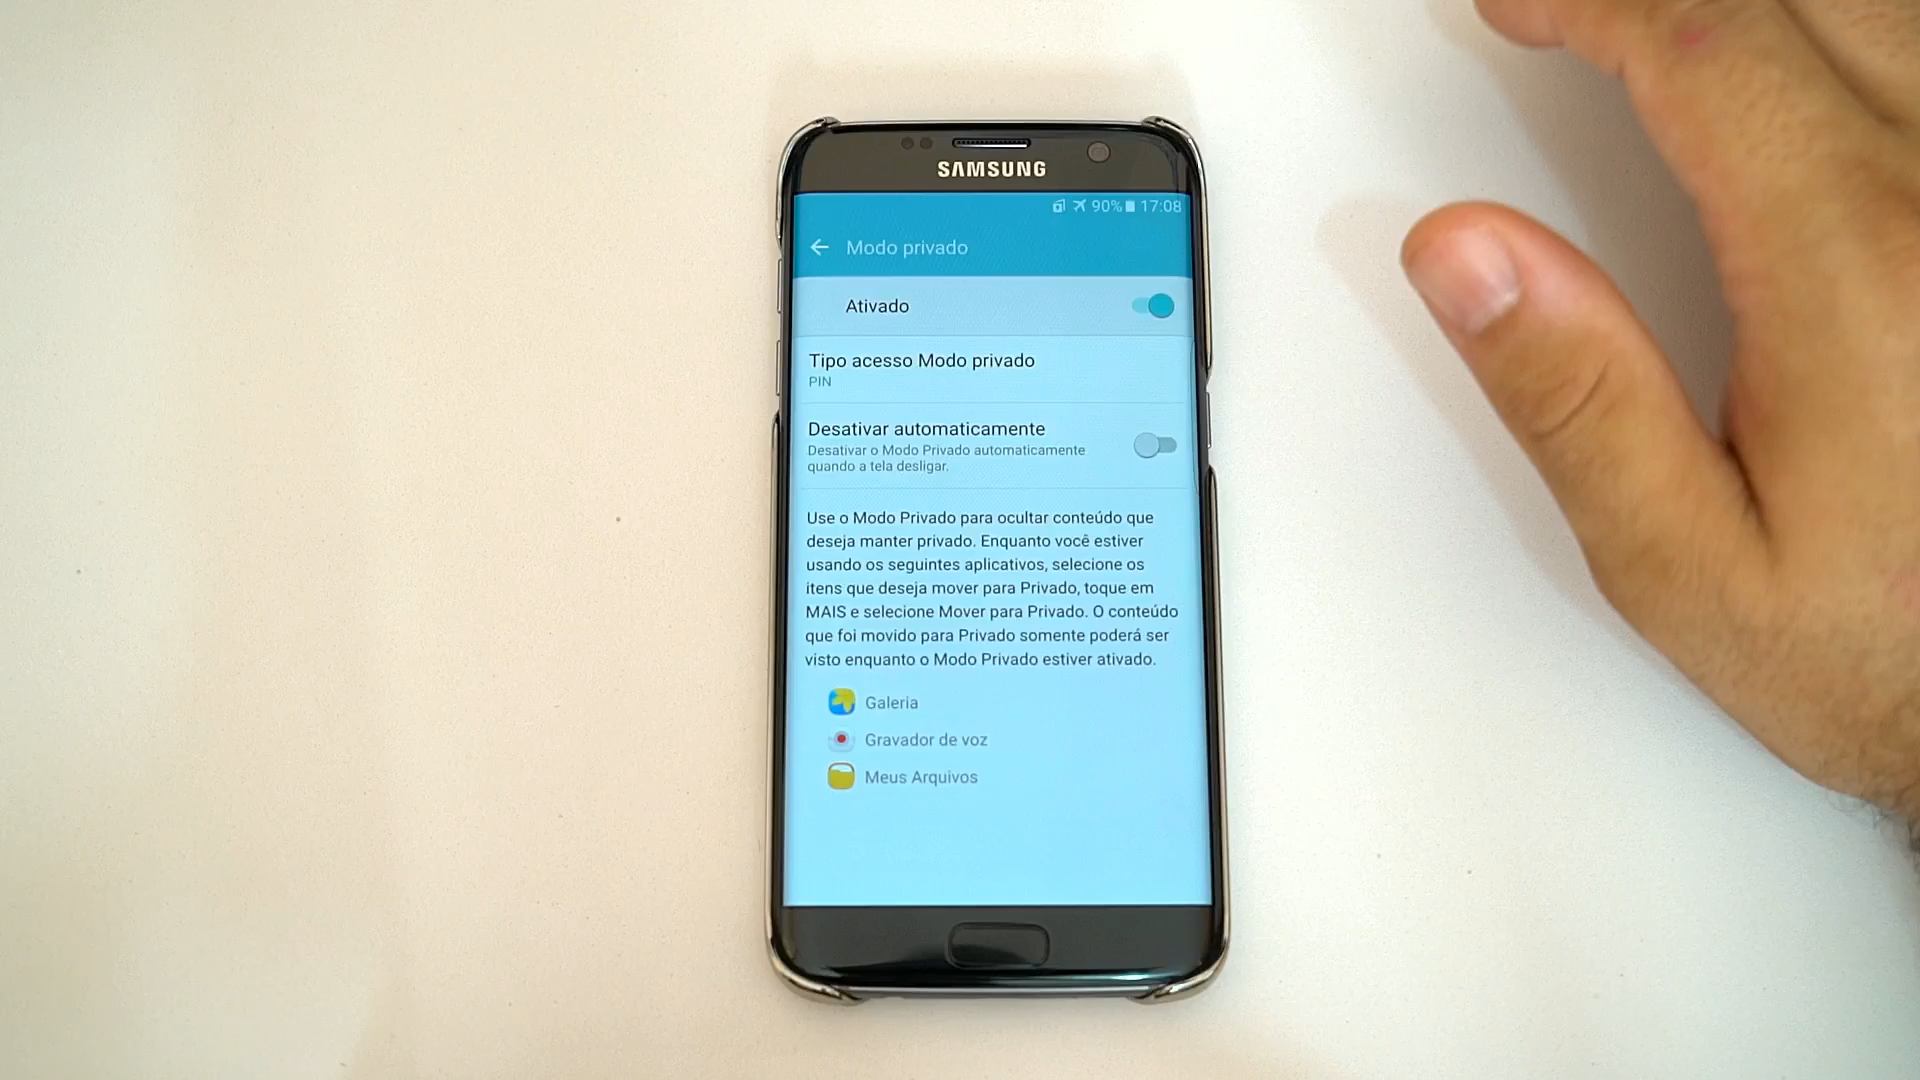 SAMSUNG
90% 17:08
Modo privado
Ativado
Tipo acesso Modo privado
PIN
Desativar automaticamente
Desativar o Modo Privado automaticamente
quando a tela desligar.
Use o Modo Privado para ocultar conteúdo que
deseja manter privado. Enquanto você estiver
usando os seguintes aplicativos, selecione os
itens que deseja mover para Privado, toque em
MAIS e selecione Mover para Privado. O conteúdo
que foi movido para Privado somente poderá ser
visto enquanto o Modo Privado estiver ativado.
Galeria
Gravador de voz
Meus Arquivos